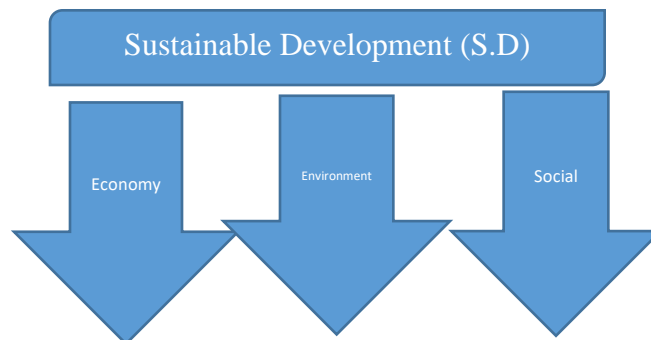 Sustainable Development (S.D)
Economy
Environment
Social